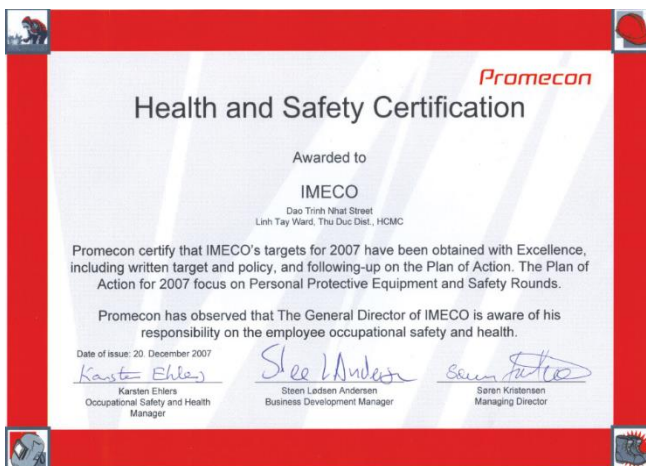 Promecon
Health and Safety Certification
Awarded to
IMECO
Dao Trinh Nhat Street
Linh Tay Ward, Thu Duc Dist., HCMC
Promecon certify that IMECO's targets for 2007 have been obtained with Excellence,
including written target and policy, and following-up on the Plan of Action. The Plan of
Action for 2007 focus on Personal Protective Equipment and Safety Rounds.
Promecon has observed that The General Director of IMECO is aware of his
responsibility on the employee occupational safety and health.
Date of issue: 20. December 2007
Karsten Ehlers
Karsten Ehlers
Occupational Safety and Health
Manager
Steen Lødsen Andersen
Business Development Manager
Søren Kristensen
Managing Director